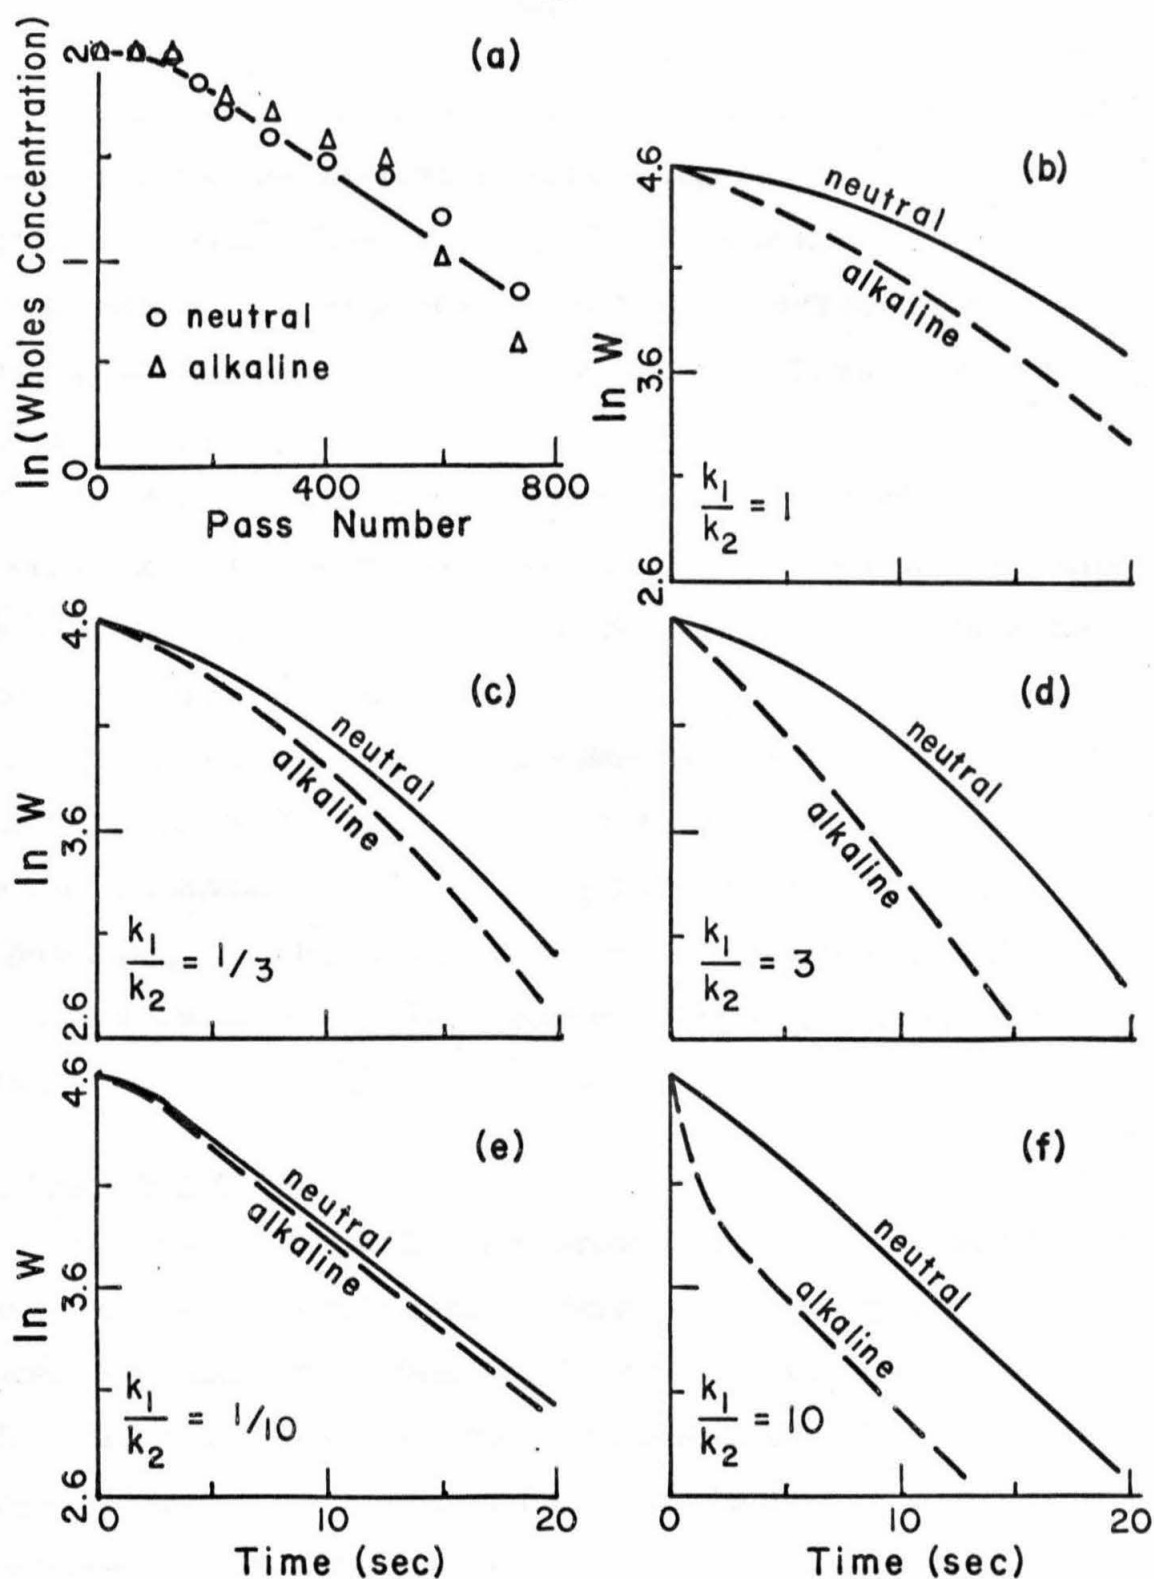 (a)
ln (Wholes Concentration)
2
1
0
o neutral
Δ alkaline
0 400 800
Pass Number
(b)
ln W
4.6
3.6
2.6
neutral
alkaline
k1/k2 = 1
(c)
ln W
4.6
3.6
2.6
neutral
alkaline
k1/k2 = 1/3
(d)
neutral
alkaline
k1/k2 = 3
(e)
ln W
4.6
3.6
2.6
neutral
alkaline
k1/k2 = 1/10
0 10 20
Time (sec)
(f)
neutral
alkaline
k1/k2 = 10
0 10 20
Time (sec)